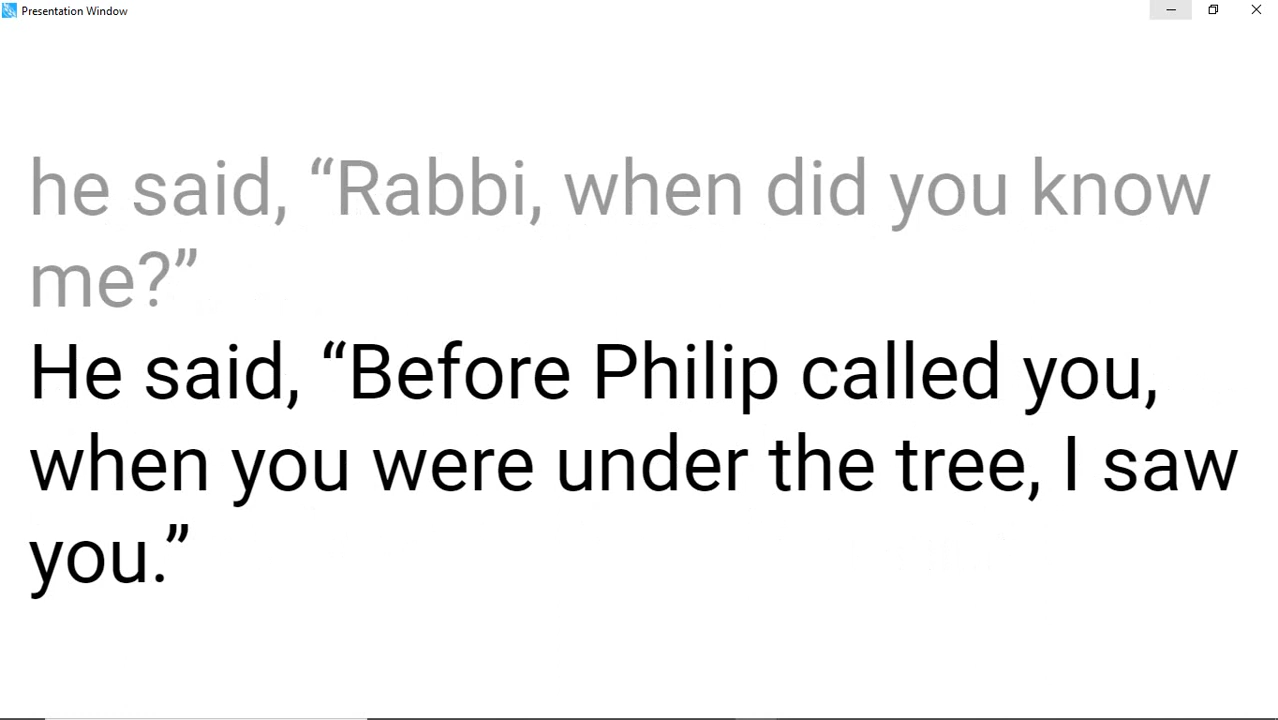 Presentation Window
he said, “Rabbi, when did you know
me?”
He said, “Before Philip called you,
when you were under the tree, I saw
you.”